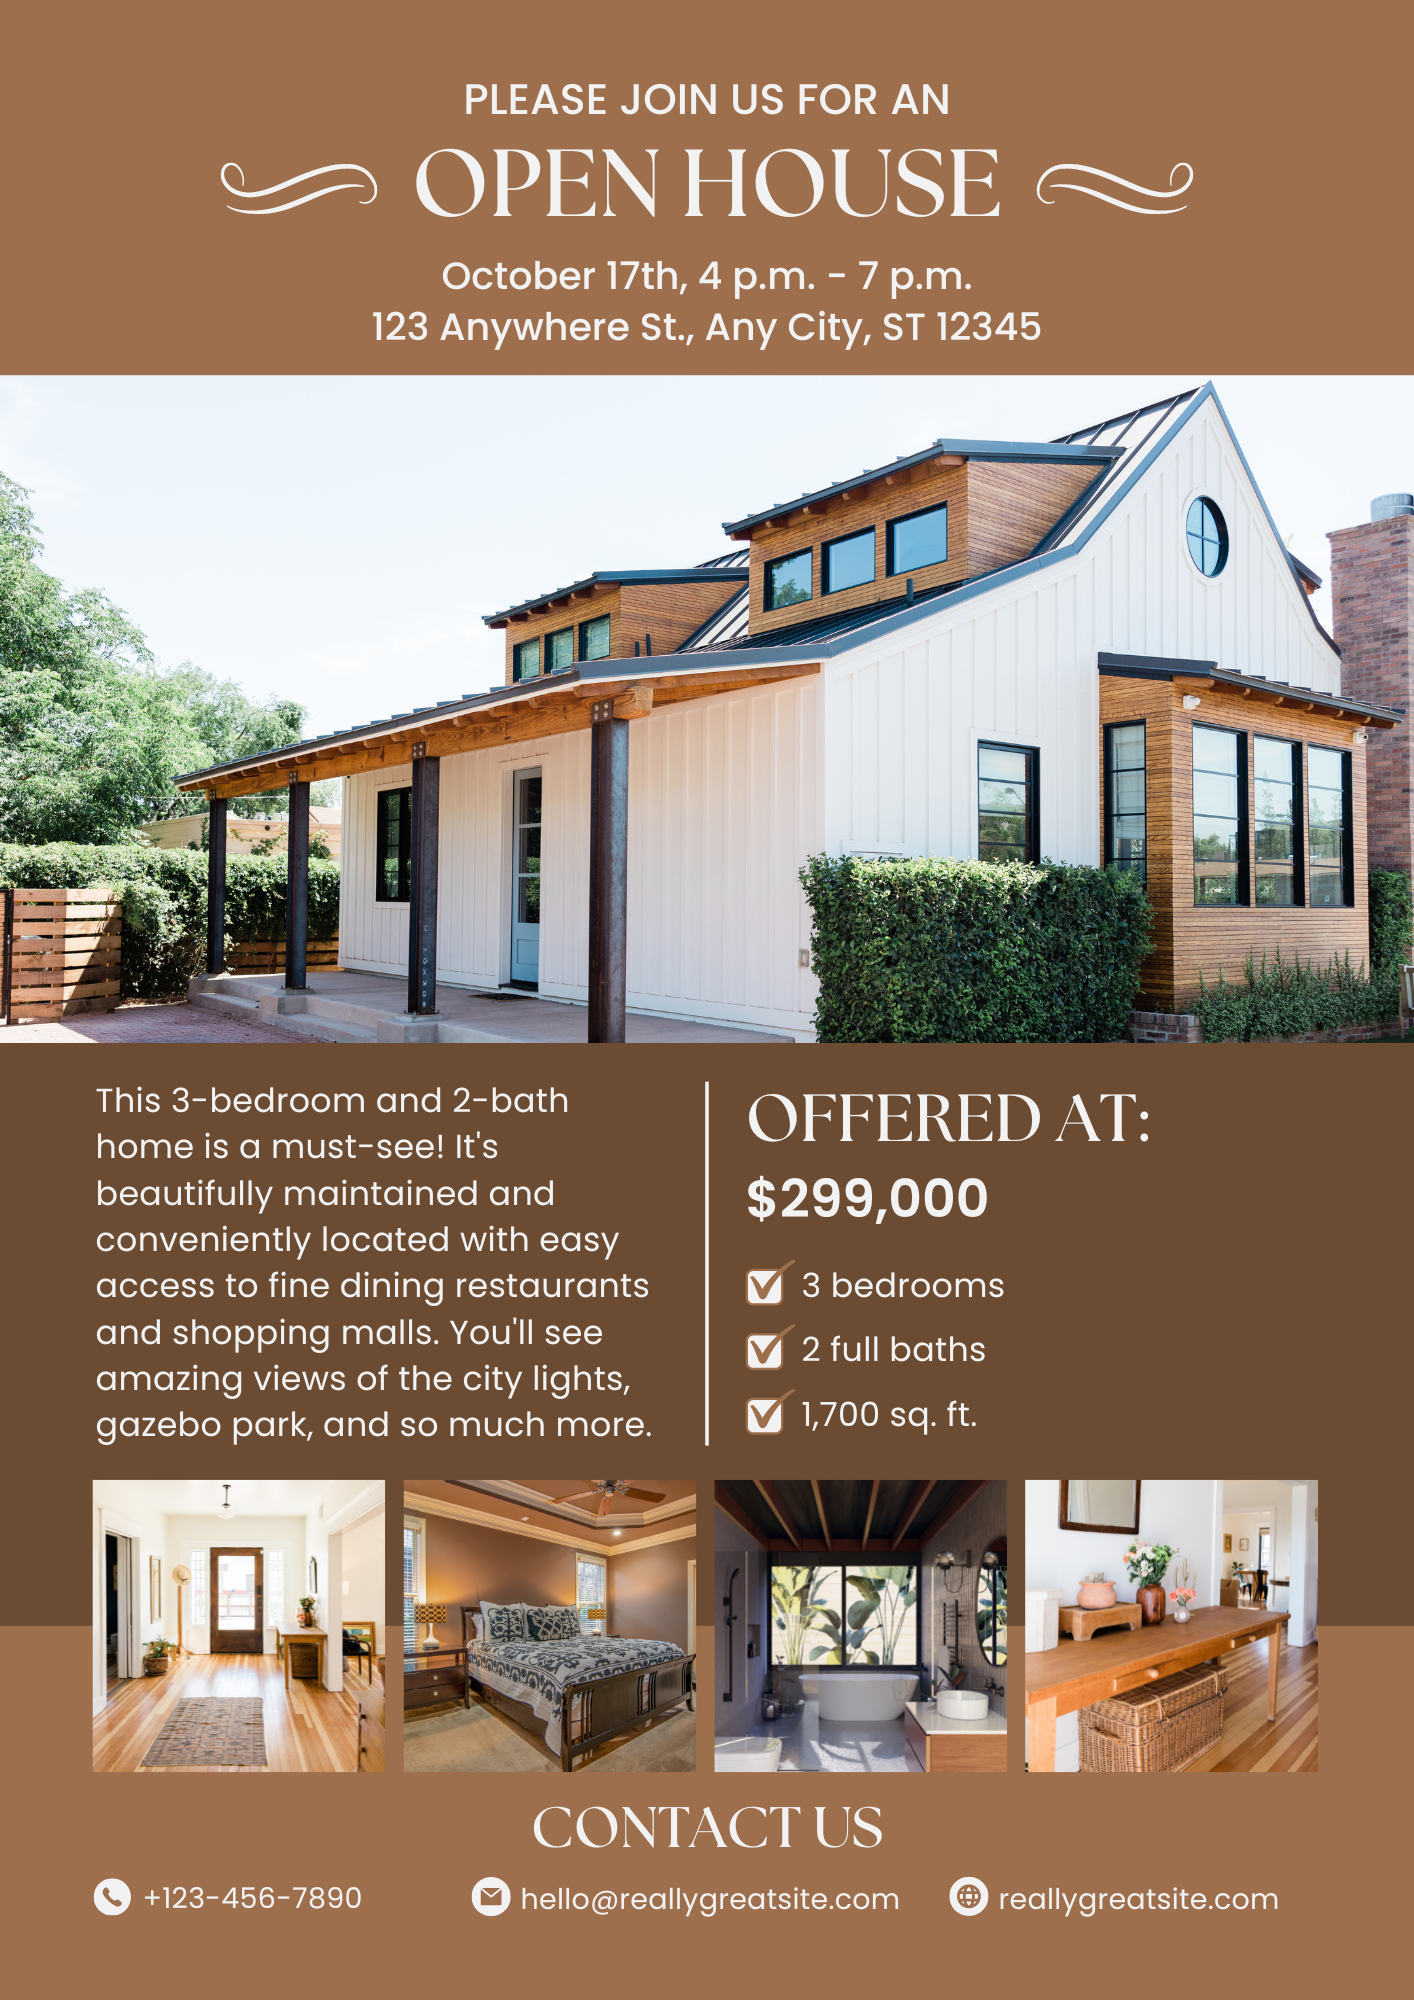 PLEASE JOIN US FOR AN
OPEN HOUSE
October 17th, 4 p.m. - 7 p.m.
123 Anywhere St., Any City, ST 12345
This 3-bedroom and 2-bath
home is a must-see! It's
beautifully maintained and
conveniently located with easy
access to fine dining restaurants
and shopping malls. You'll see
amazing views of the city lights,
gazebo park, and so much more.
OFFERED AT:
$299,000
3 bedrooms
2 full baths
1,700 sq. ft.
CONTACT US
+123-456-7890
hello@reallygreatsite.com
reallygreatsite.com